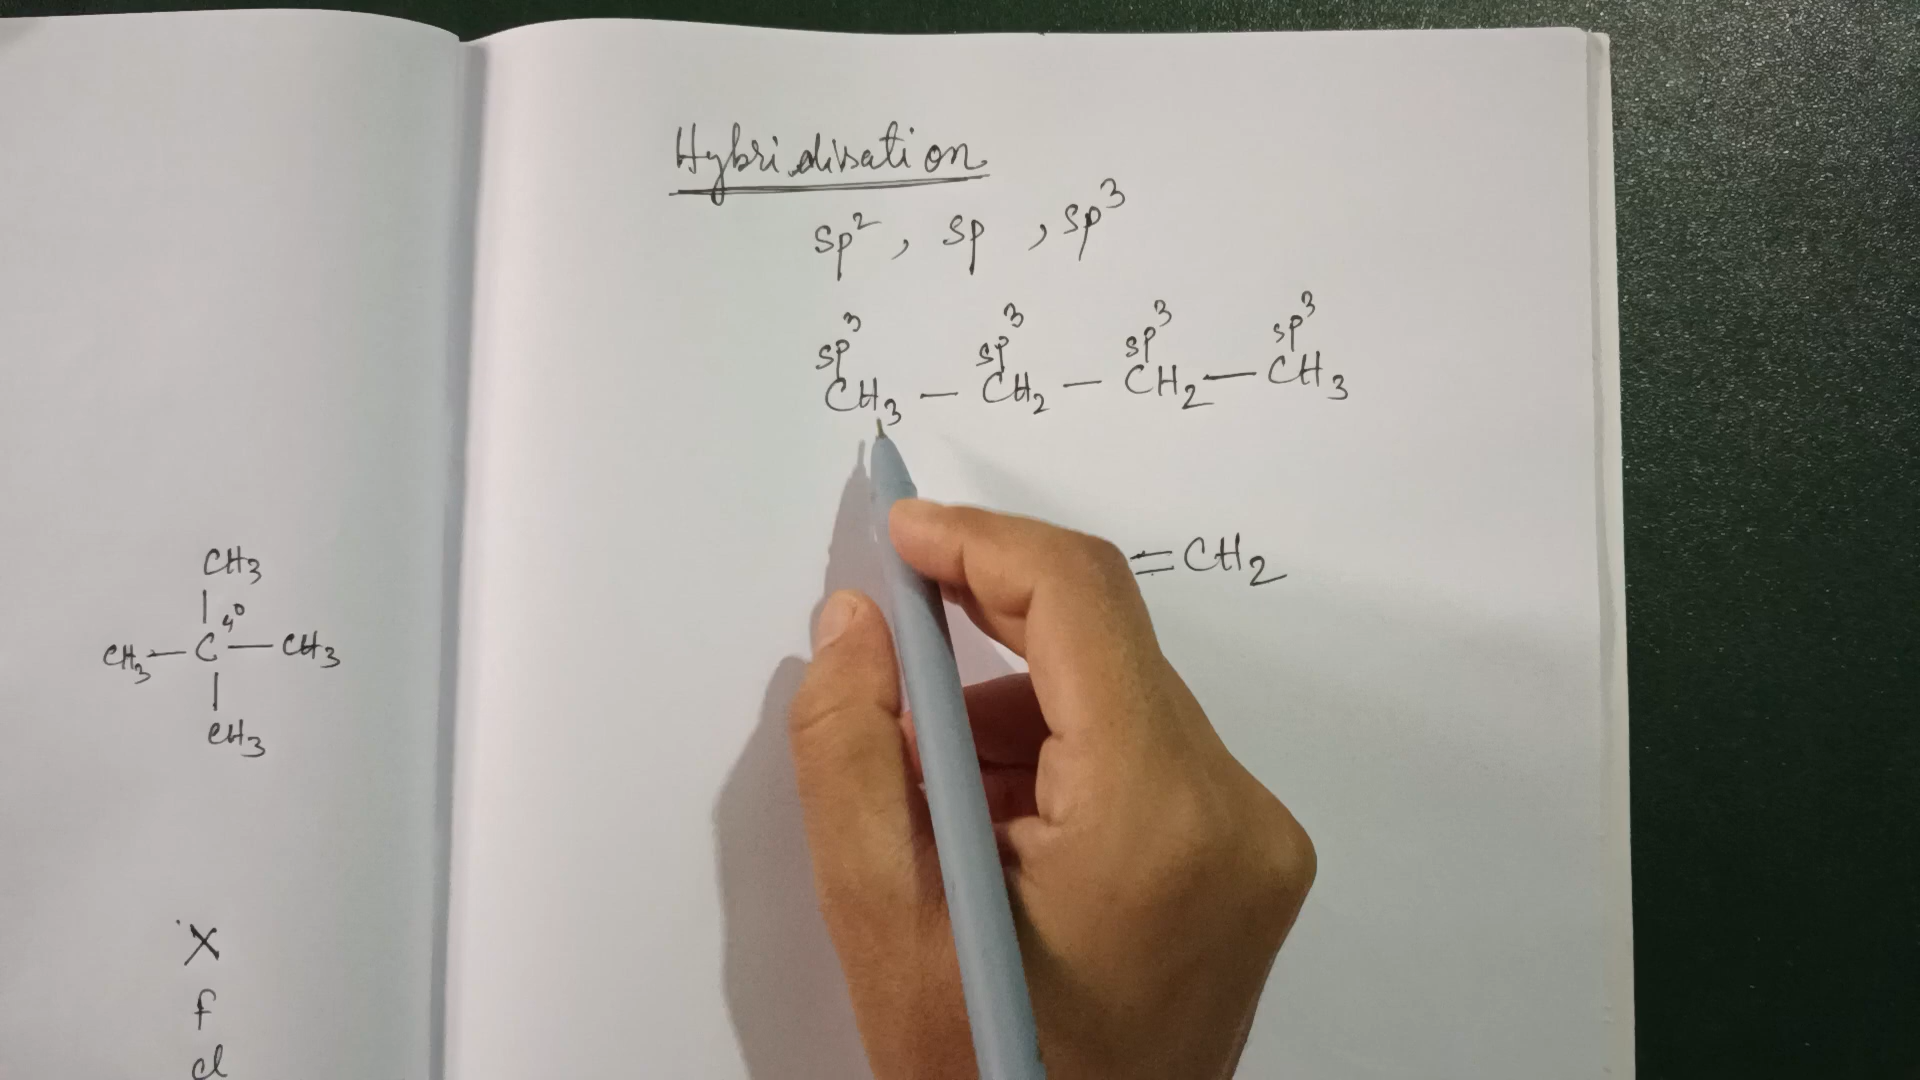 Hybridisation
sp², sp, sp³
sp³ sp³ sp³ sp³
CH₃ — CH₂ — CH₂ — CH₃
=CH₂
CH₃
|
4°
CH₃ — C — CH₃
|
CH₃
X
f
cl